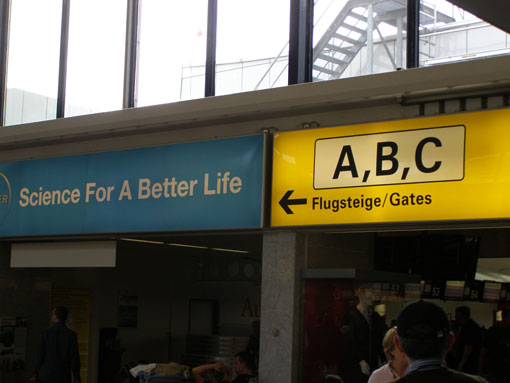 Science For A Better Life
A,B,C
← Flugsteige/Gates